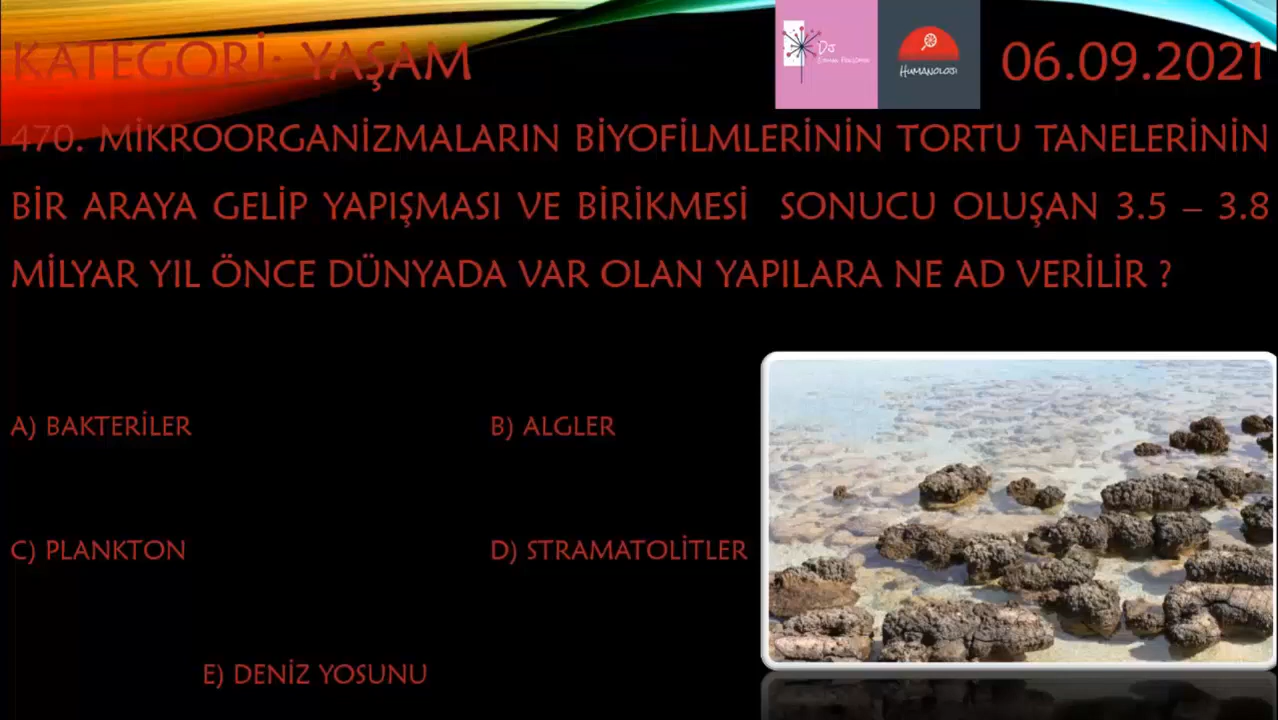 KATEGORİ: YAŞAM
Dj
HUMANOLOJI
06.09.2021
470. MİKROORGANİZMALARIN BİYOFİLMLERİNİN TORTU TANELERİNİN
BİR ARAYA GELİP YAPIŞMASI VE BİRİKMESİ SONUCU OLUŞAN 3.5 – 3.8
MİLYAR YIL ÖNCE DÜNYADA VAR OLAN YAPILARA NE AD VERİLİR ?
A) BAKTERİLER
B) ALGLER
C) PLANKTON
D) STRAMATOLİTLER
E) DENİZ YOSUNU